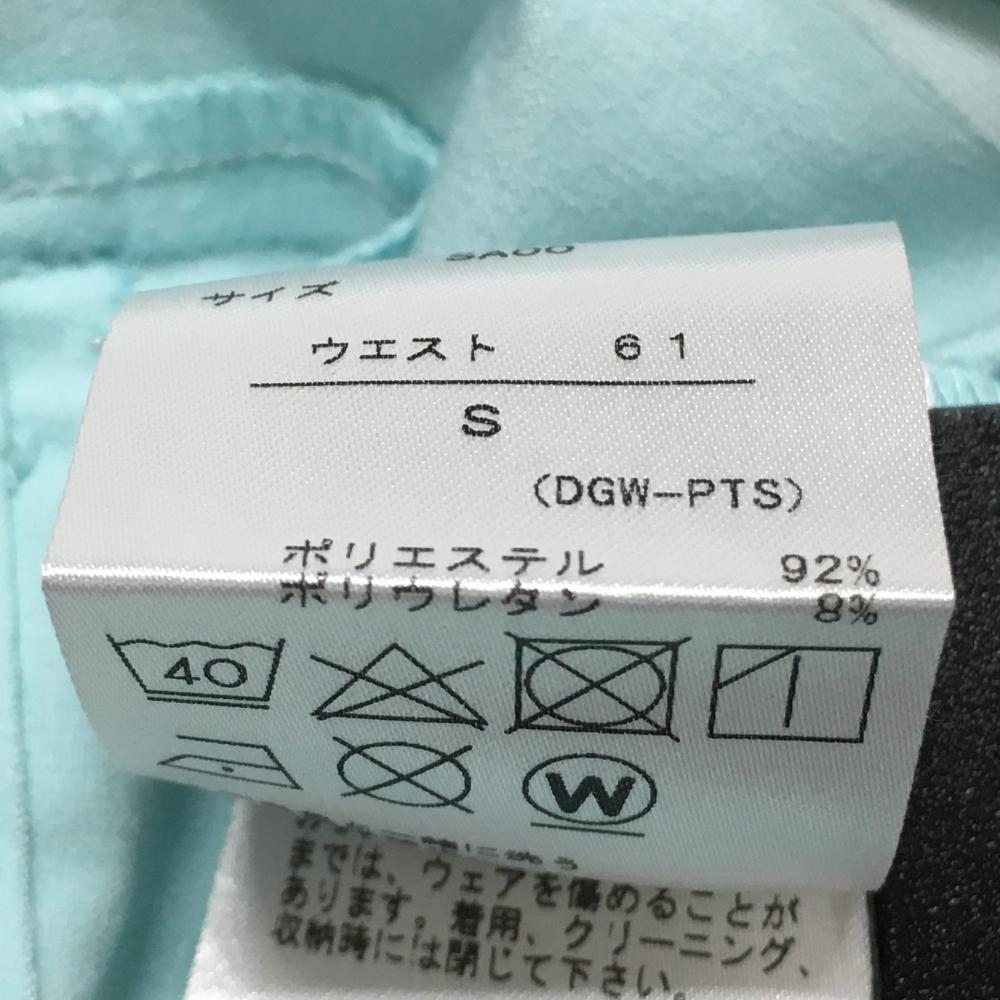 サイズ
ウエスト 61
S
(DGW-PTS)
ポリエステル 92%
ポリウレタン 8%
40
W
までは、ウェアを傷めることが
あります。着用、クリーニング、
収納時には閉じて下さい。